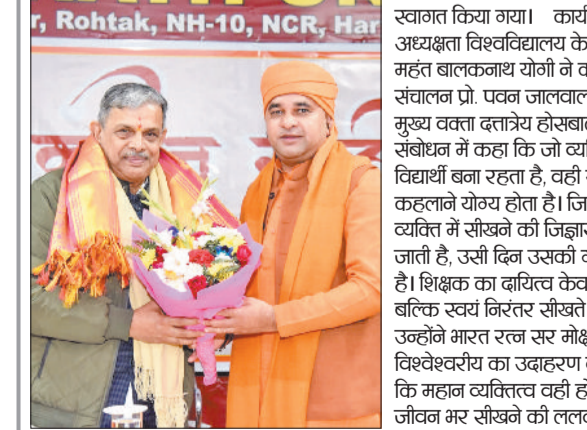 r, Rohtak, NH-10, NCR, Har
स्वागत किया गया। कार्य
अध्यक्षता विश्वविद्यालय के
महंत बालकनाथ योगी ने
संचालन प्रो. पवन जालवाल
मुख्य वक्ता दत्तात्रेय होसबाल
संबोधन में कहा कि जो व्य
विद्यार्थी बना रहता है, वही
कहलाने योग्य होता है। जि
व्यक्ति में सीखने की जिज्ञास
जाती है, उसी दिन उसकी
है। शिक्षक का दायित्व केव
बल्कि स्वयं निरंतर सीखते
उन्होंने भारत रत्न सर मोक्ष
विश्वेश्वरीय का उदाहरण
कि महान व्यक्तित्व वही ह
जीवन भर सीखने की लल